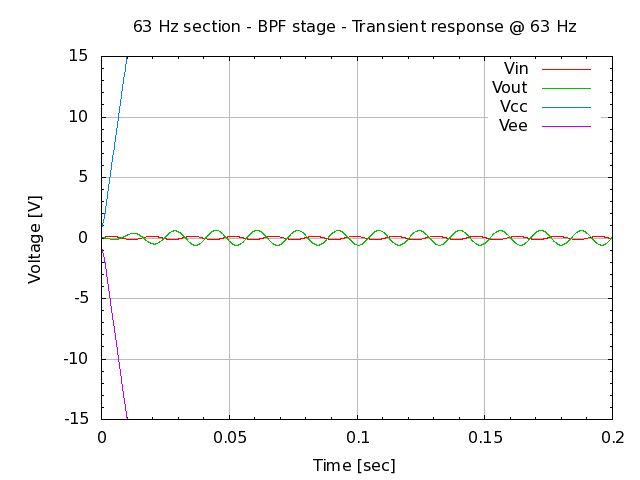 63 Hz section - BPF stage - Transient response @ 63 Hz
15
10
5
0
-5
-10
-15
Voltage [V]
Vin
Vout
Vcc
Vee
0 0.05 0.1 0.15 0.2
Time [sec]